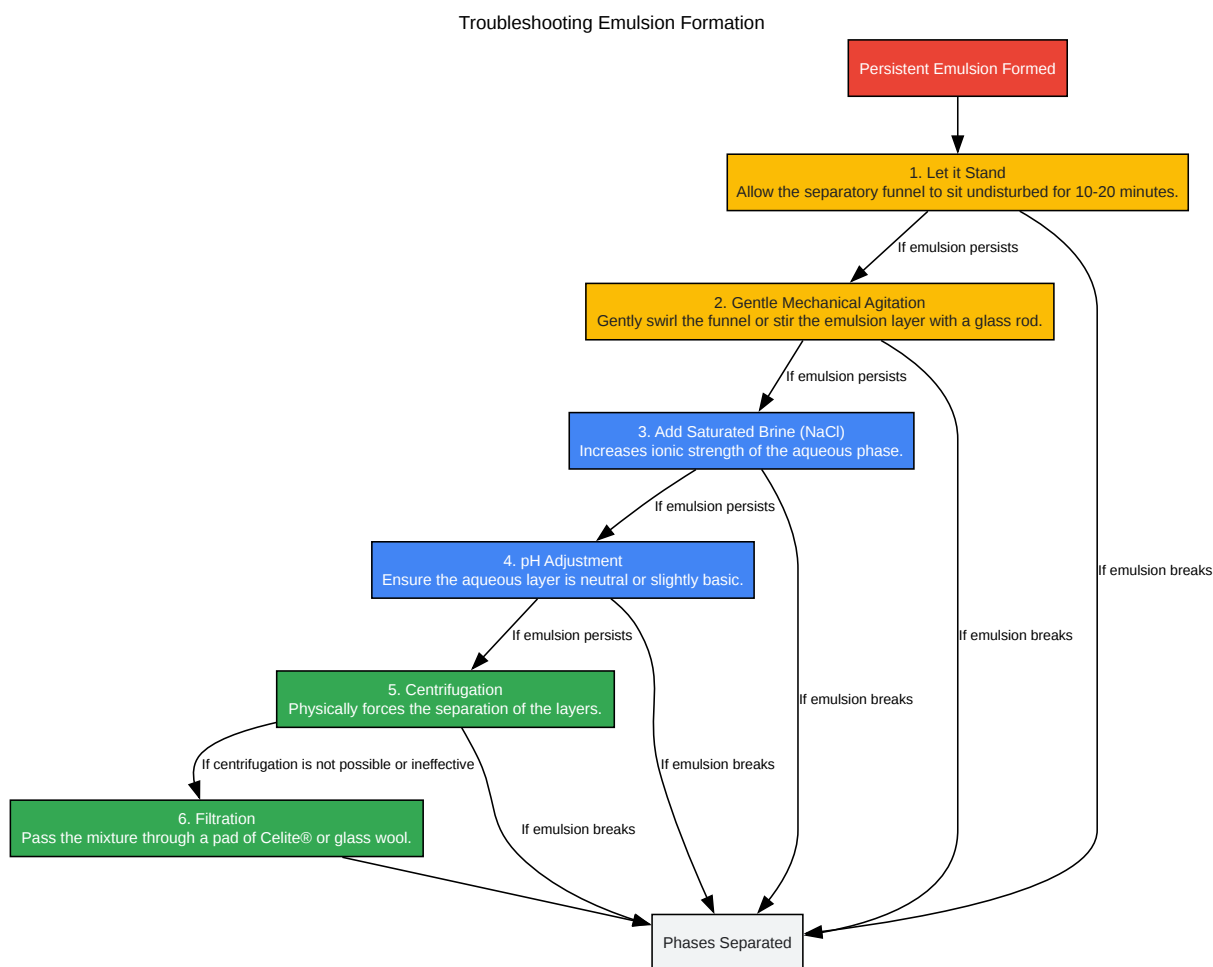 Troubleshooting Emulsion Formation
Persistent Emulsion Formed
1. Let it Stand
Allow the separatory funnel to sit undisturbed for 10-20 minutes.
If emulsion persists
2. Gentle Mechanical Agitation
Gently swirl the funnel or stir the emulsion layer with a glass rod.
If emulsion persists
3. Add Saturated Brine (NaCl)
Increases ionic strength of the aqueous phase.
If emulsion persists
4. pH Adjustment
Ensure the aqueous layer is neutral or slightly basic.
If emulsion breaks
If emulsion persists
If emulsion breaks
5. Centrifugation
Physically forces the separation of the layers.
If emulsion breaks
If centrifugation is not possible or ineffective
If emulsion breaks
6. Filtration
Pass the mixture through a pad of Celite® or glass wool.
If emulsion breaks
Phases Separated